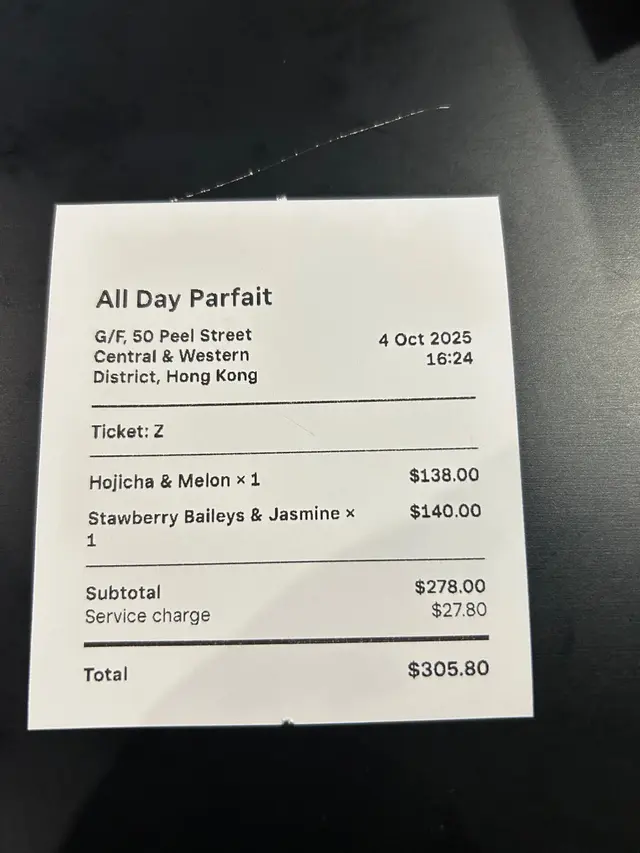 All Day Parfait
G/F, 50 Peel Street
Central & Western
District, Hong Kong
4 Oct 2025
16:24
Ticket: Z
Hojicha & Melon × 1 $138.00
Stawberry Baileys & Jasmine × $140.00
1
Subtotal $278.00
Service charge $27.80
Total $305.80